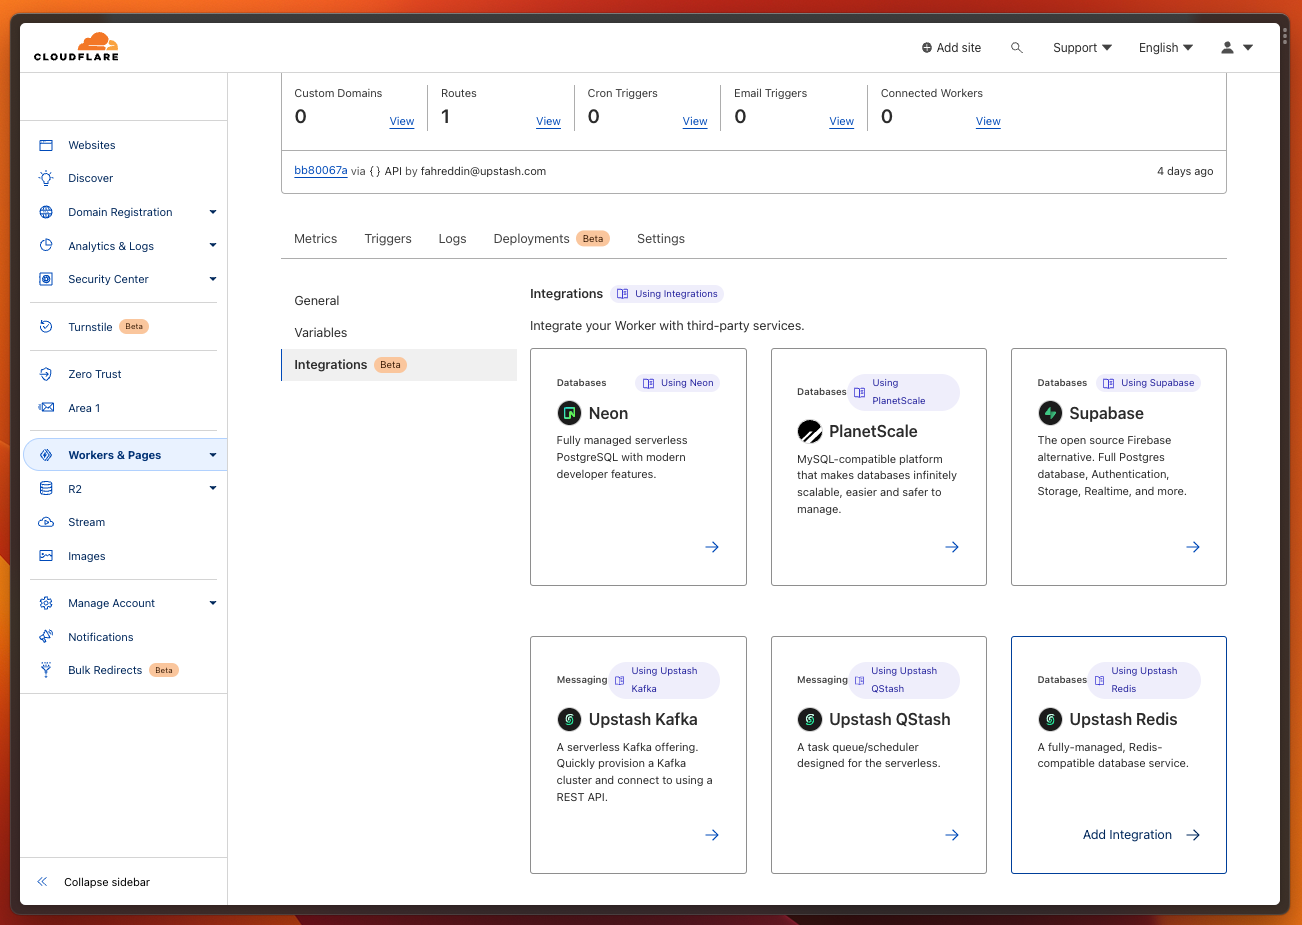 CLOUDFLARE
Add site
Support
English
Websites
Discover
Domain Registration
Analytics & Logs
Security Center
Turnstile Beta
Zero Trust
Area 1
Workers & Pages
R2
Stream
Images
Manage Account
Notifications
Bulk Redirects Beta
Collapse sidebar
Custom Domains
0 View
Routes
1 View
Cron Triggers
0 View
Email Triggers
0 View
Connected Workers
0 View
bb80067a via { } API by fahreddin@upstash.com
4 days ago
Metrics Triggers Logs Deployments Beta Settings
General
Variables
Integrations Beta
Integrations Using Integrations
Integrate your Worker with third-party services.
Databases Using Neon
Neon
Fully managed serverless
PostgreSQL with modern
developer features.
Databases Using
PlanetScale
PlanetScale
MySQL-compatible platform
that makes databases infinitely
scalable, easier and safer to
manage.
Databases Using Supabase
Supabase
The open source Firebase
alternative. Full Postgres
database, Authentication,
Storage, Realtime, and more.
Messaging Using Upstash
Kafka
Upstash Kafka
A serverless Kafka offering.
Quickly provision a Kafka
cluster and connect to using a
REST API.
Messaging Using Upstash
QStash
Upstash QStash
A task queue/scheduler
designed for the serverless.
Databases Using Upstash
Redis
Upstash Redis
A fully-managed, Redis-
compatible database service.
Add Integration